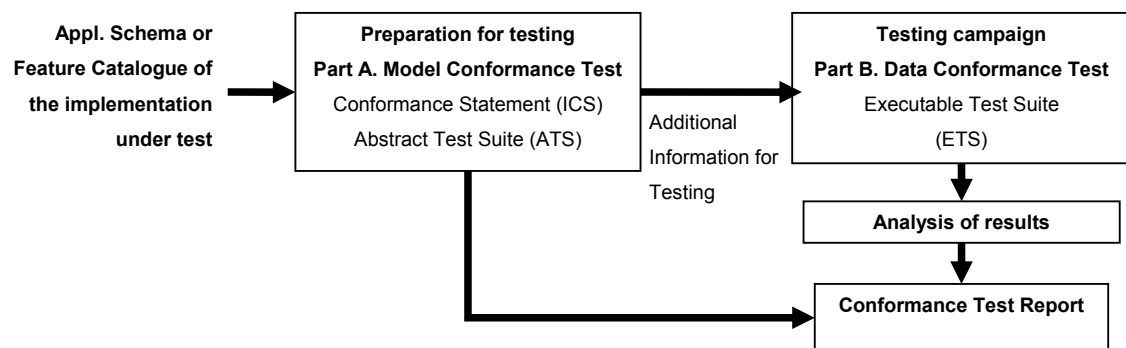 Appl. Schema or
Feature Catalogue of
the implementation
under test
Preparation for testing
Part A. Model Conformance Test
Conformance Statement (ICS)
Abstract Test Suite (ATS)
Additional
Information for
Testing
Testing campaign
Part B. Data Conformance Test
Executable Test Suite
(ETS)
Analysis of results
Conformance Test Report